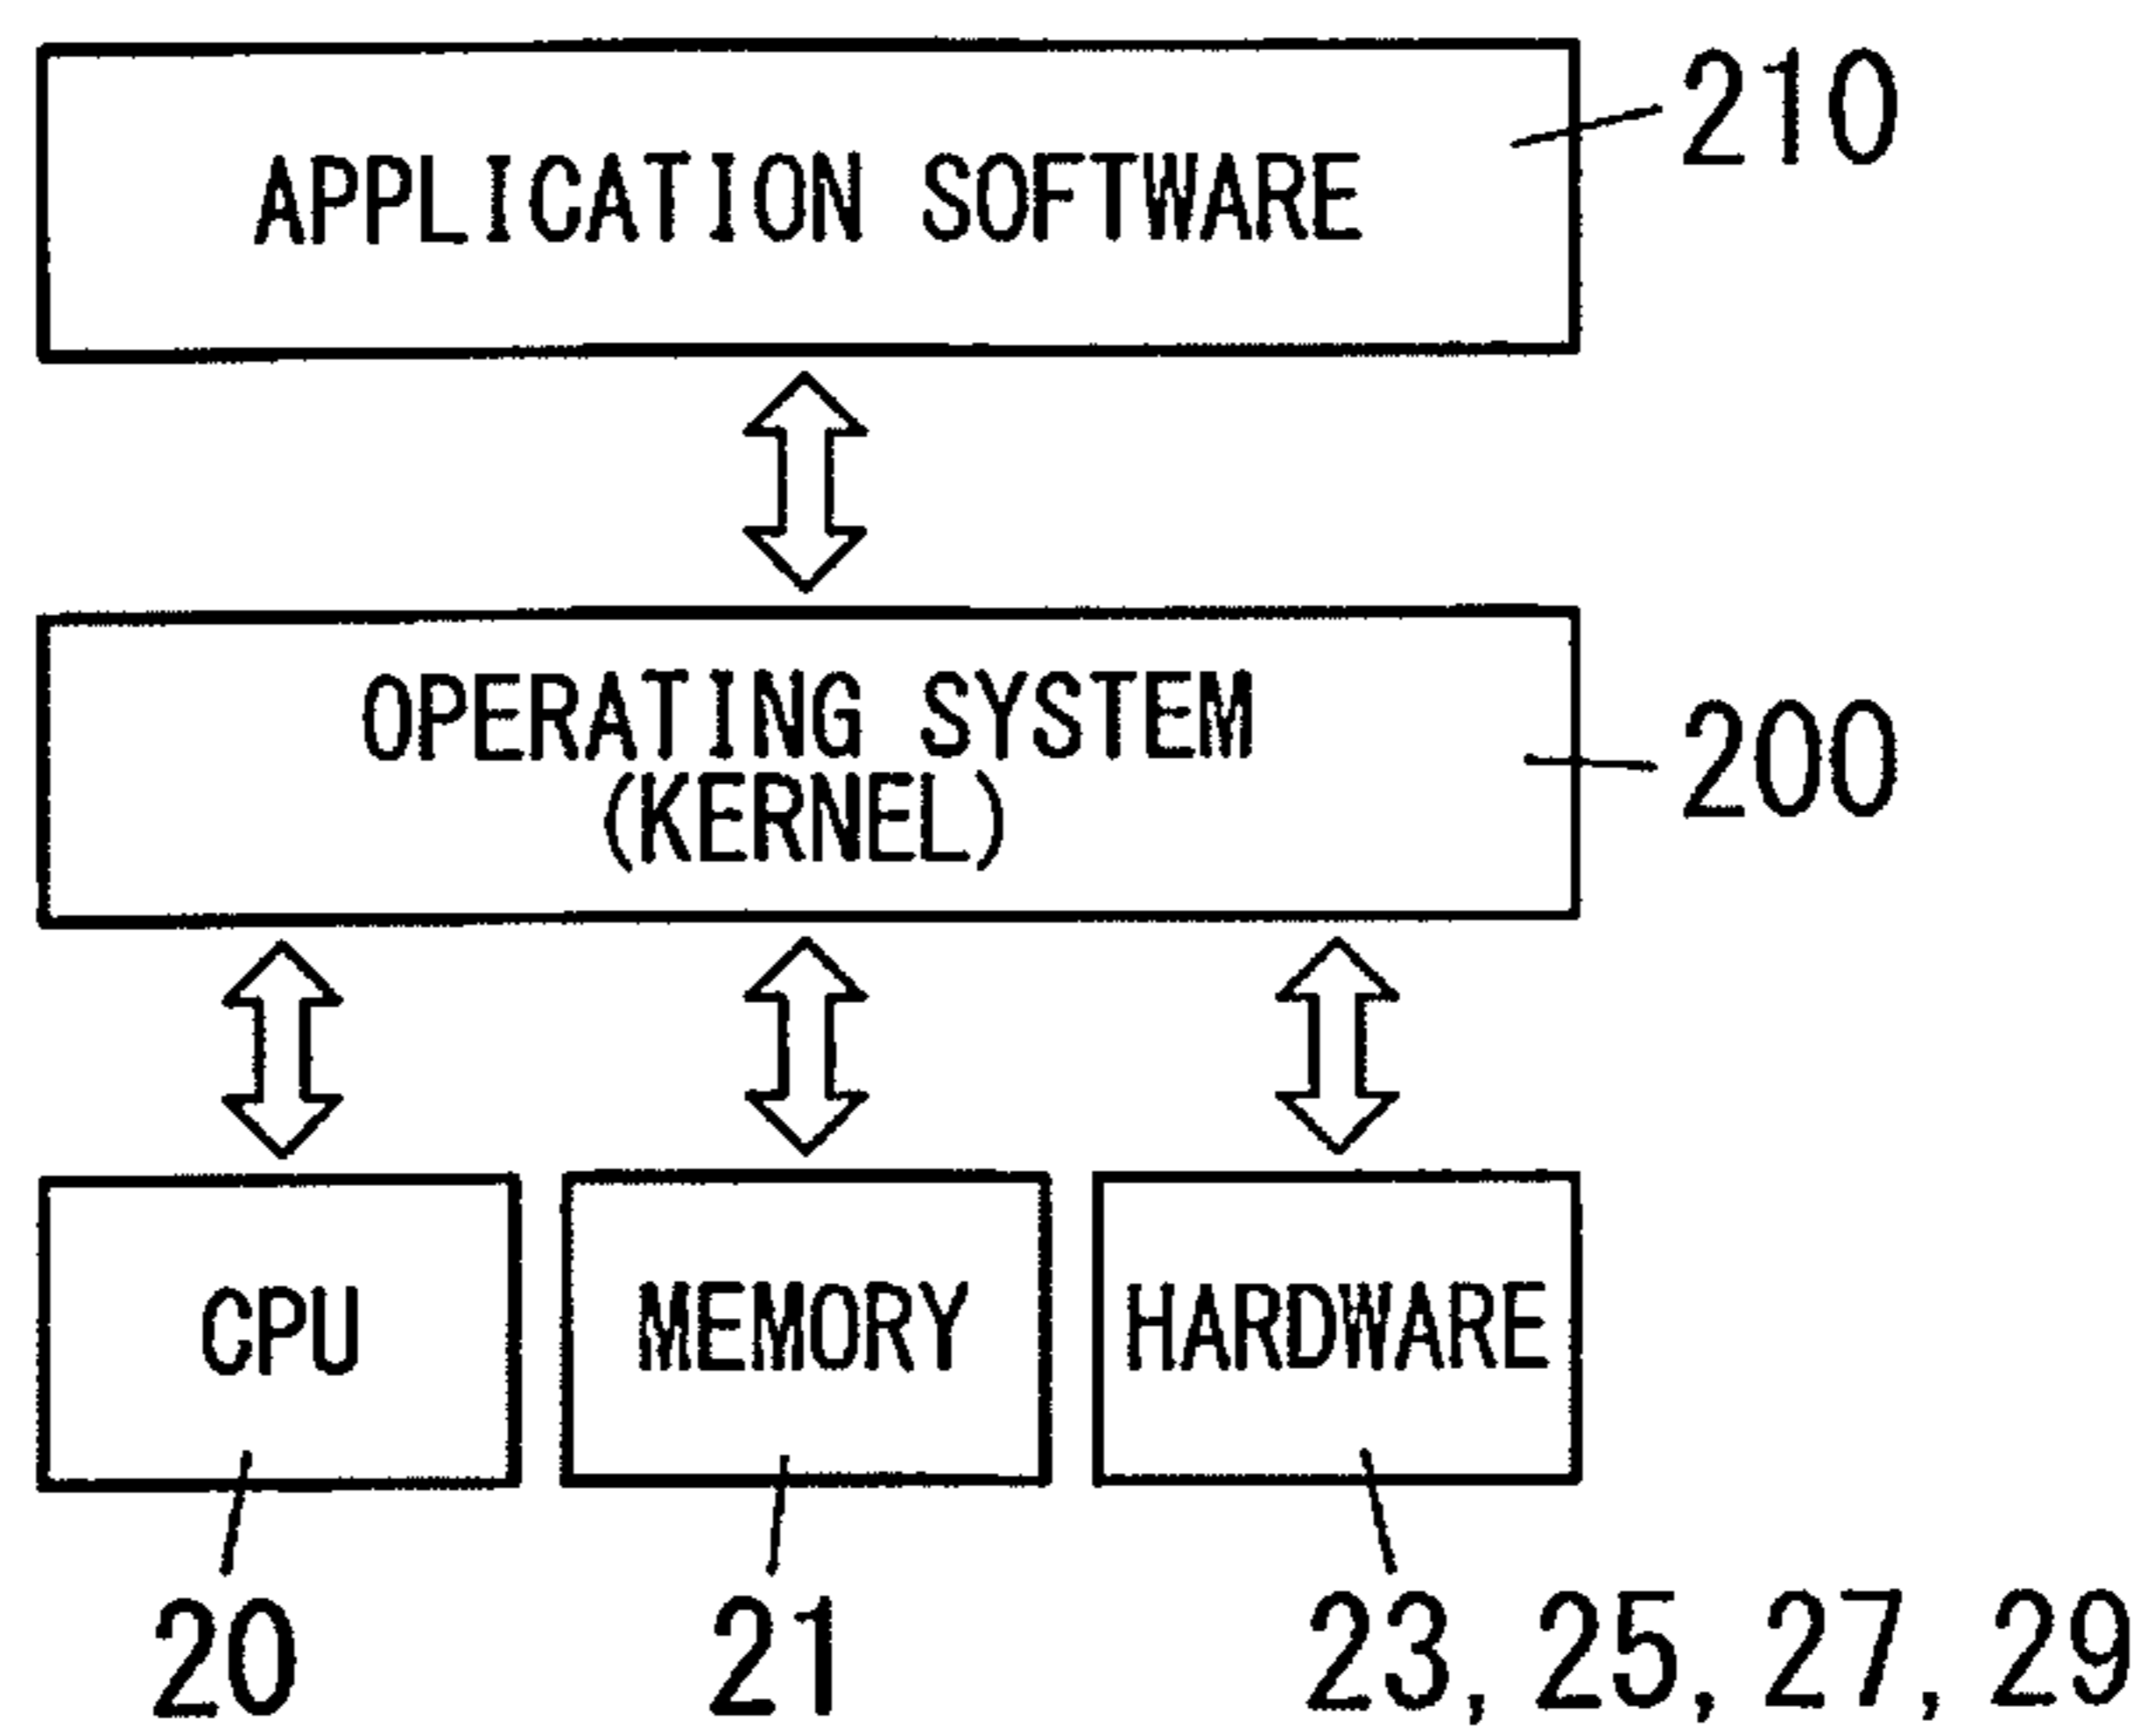 APPLICATION SOFTWARE
210
OPERATING SYSTEM
(KERNEL)
200
CPU
MEMORY
HARDWARE
20
21
23, 25, 27, 29